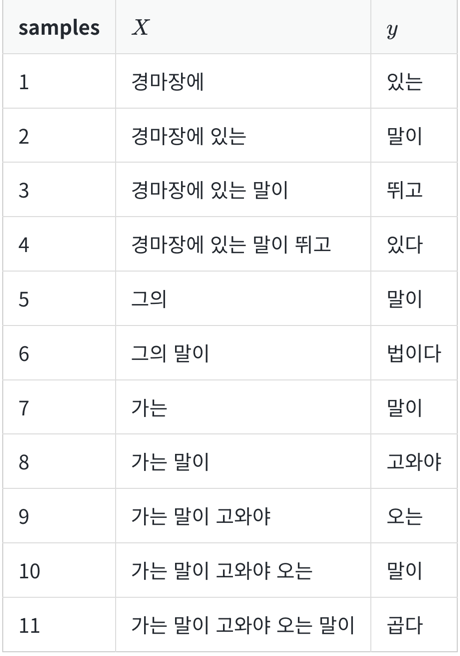 samples X y
1 경마장에 있는
2 경마장에 있는 말이
3 경마장에 있는 말이 뛰고
4 경마장에 있는 말이 뛰고 있다
5 그의 말이
6 그의 말이 법이다
7 가는 말이
8 가는 말이 고와야
9 가는 말이 고와야 오는
10 가는 말이 고와야 오는 말이
11 가는 말이 고와야 오는 말이 곱다